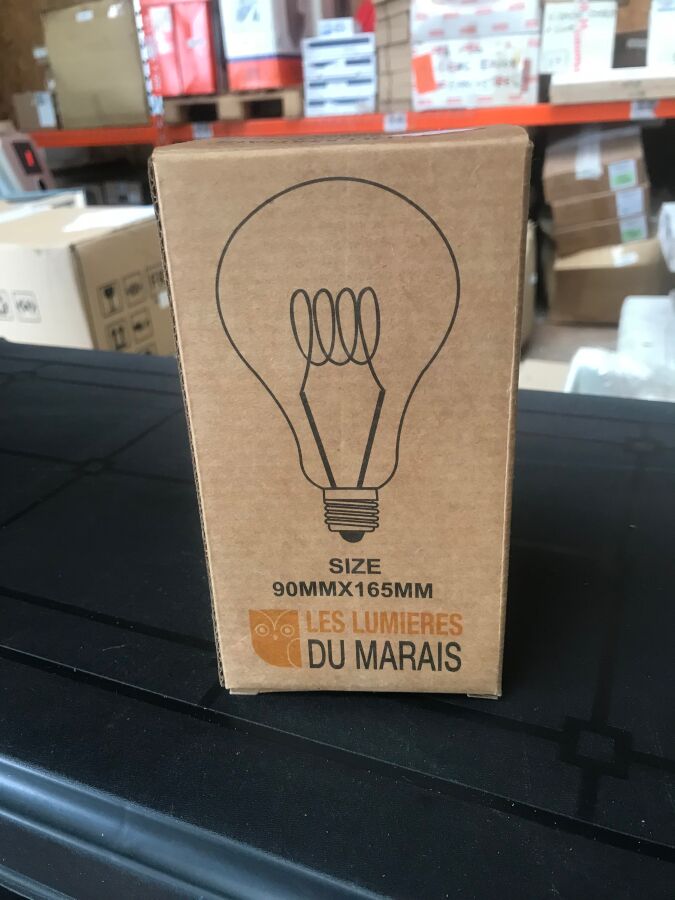 SIZE
90MMX165MM
LES LUMIERES
DU MARAIS